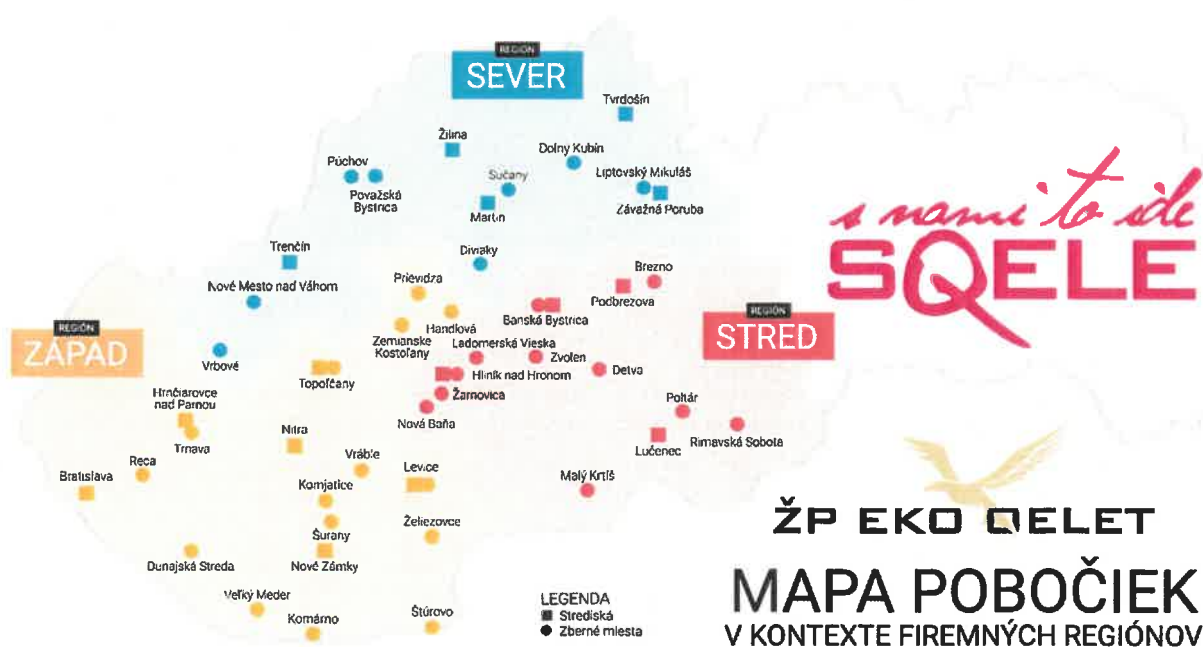 REGIÓN
SEVER
Tvrdošín
Žilina
Dolny Kubín
Púchov
Považská
Bystrica
Sučany
Liptovský Mikuláš
Martin
Závažná Poruba
s nami to ide
SQELE
Trenčín
Diviaky
Nové Mesto nad Váhom
Prievidza
Brezno
Podbrezova
REGIÓN
ZÁPAD
Handlová
Banská Bystrica
REGIÓN
STRED
Zemianske
Kostoľany
Ladomerská Vieska
Zvolen
Vrbové
Topoľčany
Hliník nad Hronom
Detva
Hrnčiarovce
nad Parnou
Žarnovica
Nová Baňa
Poltár
Trnava
Nitra
Rimavská Sobota
Lučenec
Vráble
Reca
Levice
Bratislava
Komjatice
Malý Krtíš
Želiezovce
Šurany
Nové Zámky
Dunajská Streda
ŽP EKO QELET
Veľký Meder
Komárno
Štúrovo
LEGENDA
Strediská
Zberné miesta
MAPA POBOČIEK
V KONTEXTE FIREMNÝCH REGIÓNOV